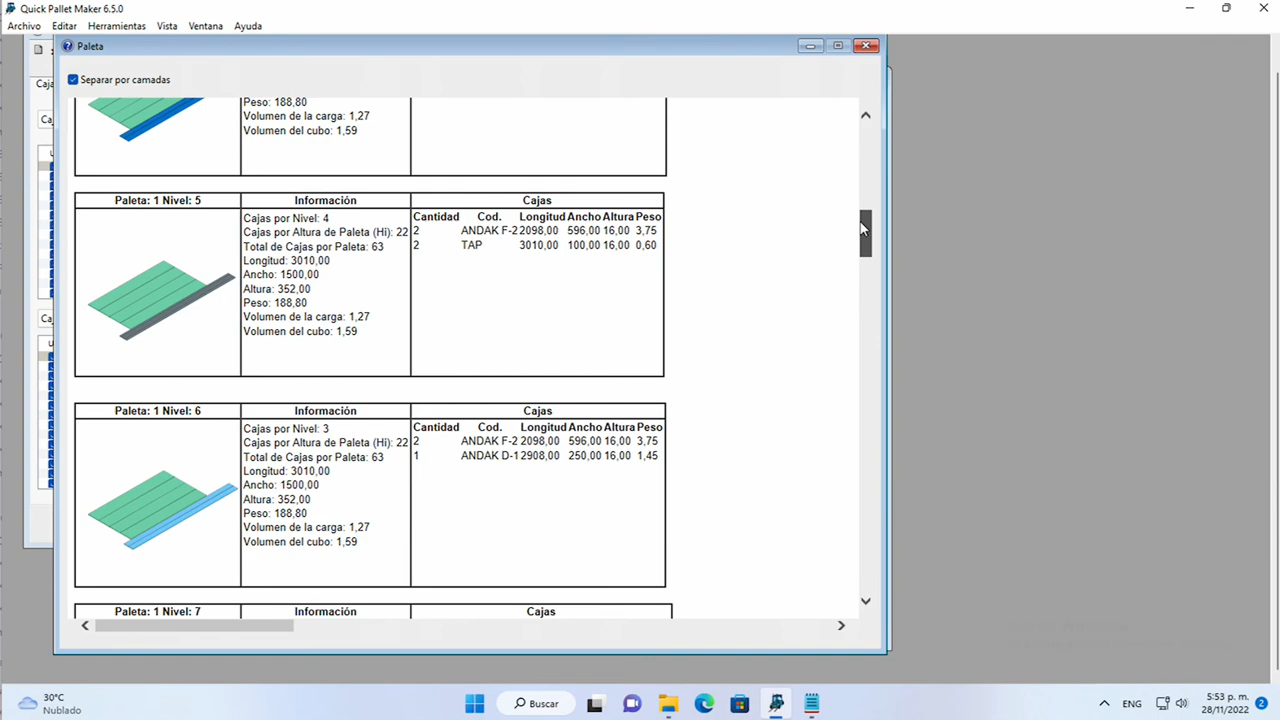 Quick Pallet Maker 6.5.0
Archivo Editar Herramientas Vista Ventana Ayuda
Paleta
Caja
Separar por camadas
Peso: 188,80
Volumen de la carga: 1,27
Volumen del cubo: 1,59
Paleta: 1 Nivel: 5 Información Cajas
Cajas por Nivel: 4
Cajas por Altura de Paleta (Hi): 22
Total de Cajas por Paleta: 63
Longitud: 3010,00
Ancho: 1500,00
Altura: 352,00
Peso: 188,80
Volumen de la carga: 1,27
Volumen del cubo: 1,59
Cantidad Cod. Longitud Ancho Altura Peso
2 ANDAK F-2 2098,00 596,00 16,00 3,75
2 TAP 3010,00 100,00 16,00 0,60
Paleta: 1 Nivel: 6 Información Cajas
Cajas por Nivel: 3
Cajas por Altura de Paleta (Hi): 22
Total de Cajas por Paleta: 63
Longitud: 3010,00
Ancho: 1500,00
Altura: 352,00
Peso: 188,80
Volumen de la carga: 1,27
Volumen del cubo: 1,59
Cantidad Cod. Longitud Ancho Altura Peso
2 ANDAK F-2 2098,00 596,00 16,00 3,75
1 ANDAK D-1 2908,00 250,00 16,00 1,45
Paleta: 1 Nivel: 7 Información Cajas
30°C
Nublado
Buscar
ENG
5:53 p. m.
28/11/2022
2